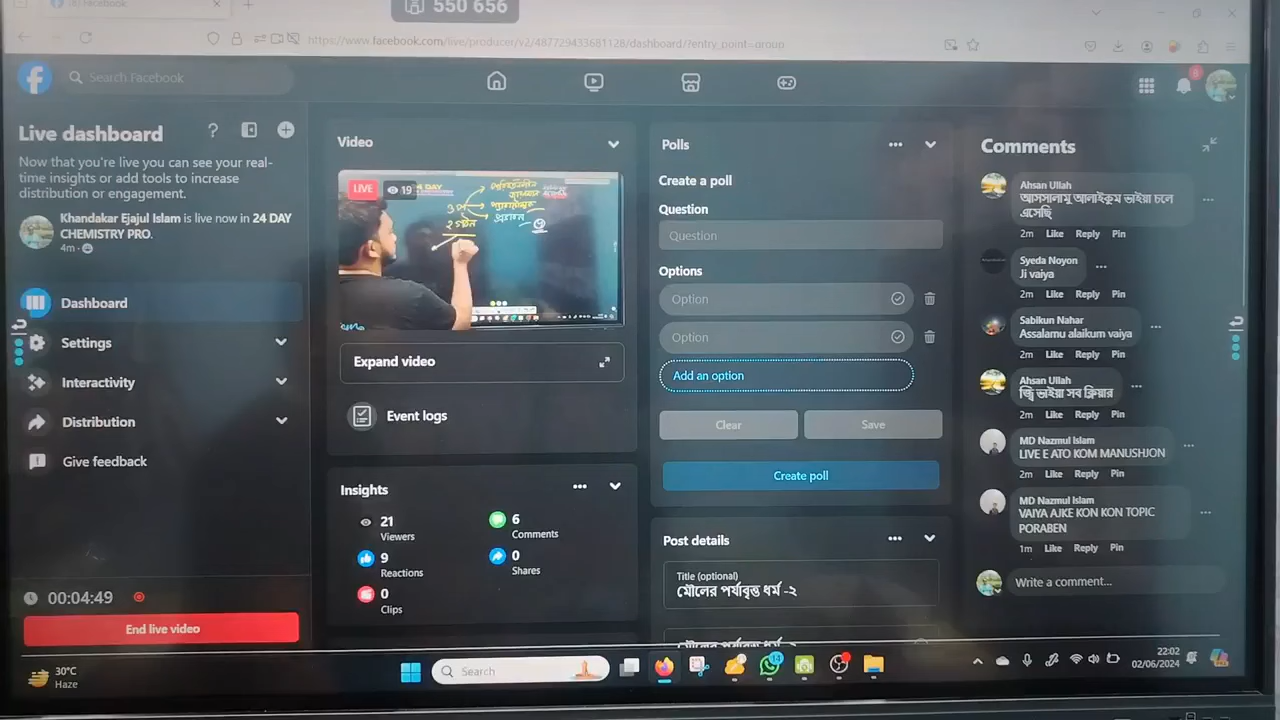 Facebook
550 656
https://www.facebook.com/live/producer/v2/487729433681128/dashboard/?entry_point=group
Search Facebook
8
Live dashboard
Now that you're live you can see your real-
time insights or add tools to increase
distribution or engagement.
Khandakar Ejajul Islam is live now in 24 DAY
CHEMISTRY PRO.
4m
Dashboard
Settings
Interactivity
Distribution
Give feedback
00:04:49
End live video
Video
LIVE
19
DAY
Expand video
Event logs
Insights
21
Viewers
6
Comments
9
Reactions
0
Shares
0
Clips
Polls
Create a poll
Question
Question
Options
Option
Option
Add an option
Clear
Save
Create poll
Post details
Title (optional)
মৌলের পর্যাবৃত্ত ধর্ম -২
মৌলের পর্যাবৃত্ত ধর্ম -২
Comments
Ahsan Ullah
আসসালামু আলাইকুম ভাইয়া চলে
এসেছি
2m Like Reply Pin
Syeda Noyon
Ji vaiya
2m Like Reply Pin
Sabikun Nahar
Assalamu alaikum vaiya
2m Like Reply Pin
Ahsan Ullah
জ্বি ভাইয়া সব ক্লিয়ার
2m Like Reply Pin
MD Nazmul Islam
LIVE E ATO KOM MANUSHJON
2m Like Reply Pin
MD Nazmul Islam
VAIYA AJKE KON KON TOPIC
PORABEN
1m Like Reply Pin
Write a comment...
30°C
Haze
Search
22:02
02/06/2024